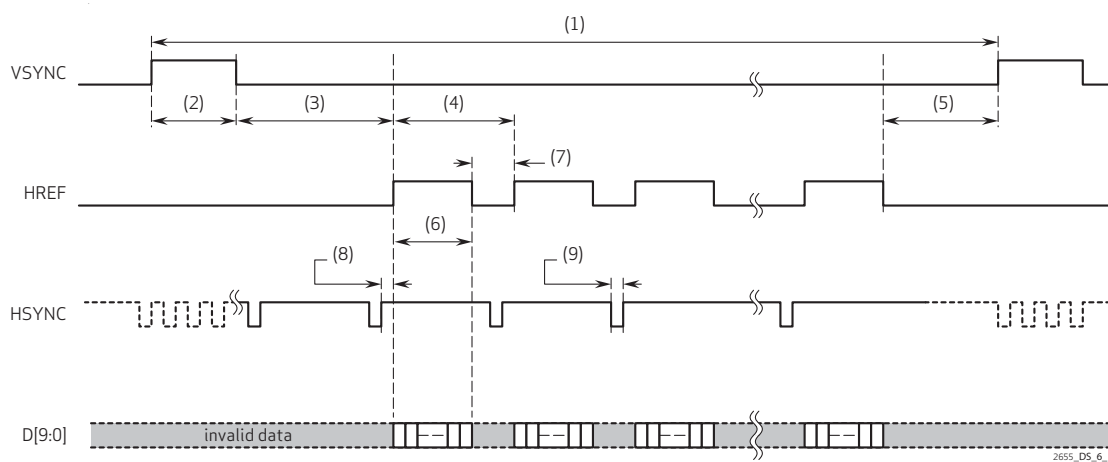 (1)
VSYNC
(2)
(3)
(4)
(5)
(7)
HREF
(6)
(8)
(9)
HSYNC
D[9:0]
invalid data
2655_DS_6_